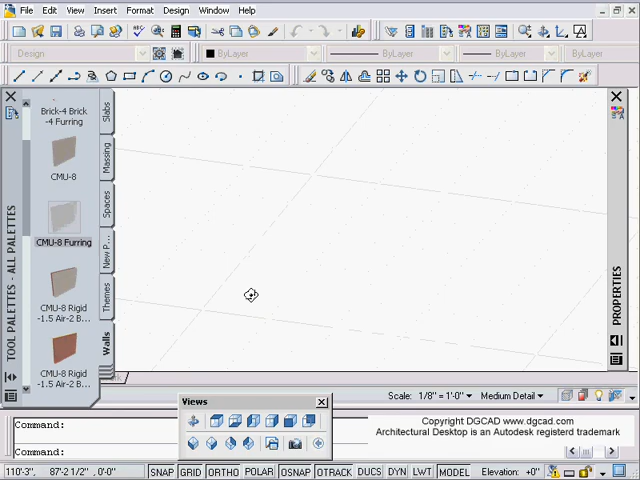 File Edit View Insert Format Design Window Help
Design
ByLayer
ByLayer
ByLayer
Brick-4 Brick
-4 Furring
CMU-8
CMU-8 Furring
CMU-8 Rigid
-1.5 Air-2 B...
CMU-8 Rigid
-1.5 Air-2 B...
Slabs
Massing
Spaces
New P...
Themes
Walls
TOOL PALETTES - ALL PALETTES
PROPERTIES
Scale: 1/8" = 1'-0"
Medium Detail
Views
Command:
Command:
Copyright DGCAD www.dgcad.com
Architectural Desktop is an Autodesk registerd trademark
110'-3", 87'-2 1/2" ,0'-0"
SNAP GRID ORTHO POLAR OSNAP OTRACK DUCS DYN LWT MODEL
Elevation: +0"